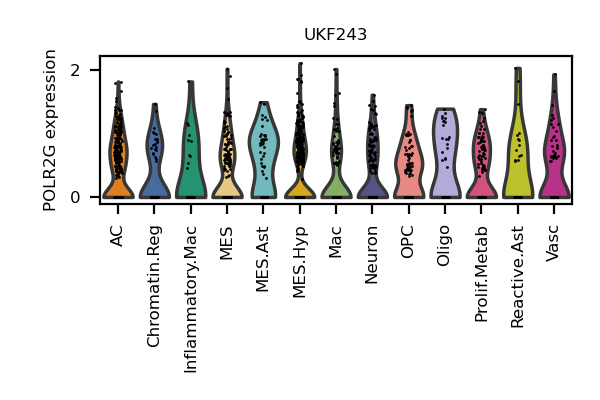 UKF243
POLR2G expression
2
0
AC
Chromatin.Reg
Inflammatory.Mac
MES
MES.Ast
MES.Hyp
Mac
Neuron
OPC
Oligo
Prolif.Metab
Reactive.Ast
Vasc